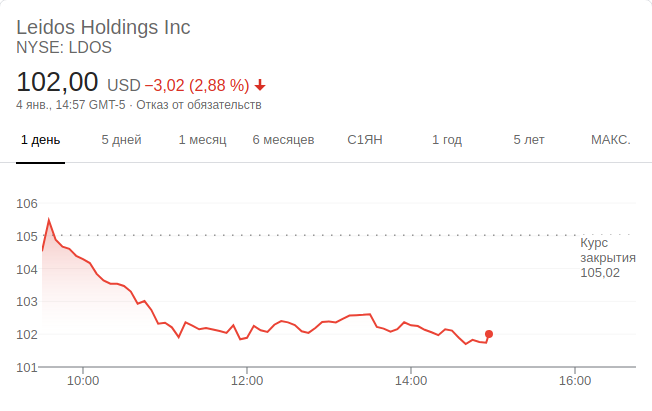 Leidos Holdings Inc
NYSE: LDOS
102,00 USD −3,02 (2,88 %)
4 янв., 14:57 GMT-5 · Отказ от обязательств
1 день 5 дней 1 месяц 6 месяцев С1ЯН 1 год 5 лет МАКС.
106
105
104
103
102
101
Курс
закрытия
105,02
10:00 12:00 14:00 16:00